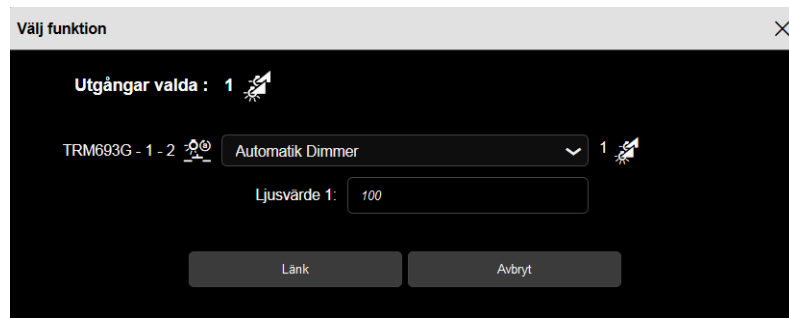 Välj funktion
Utgångar valda : 1
TRM693G - 1 - 2 Automatik Dimmer 1
Ljusvärde 1: 100
Länk Avbryt